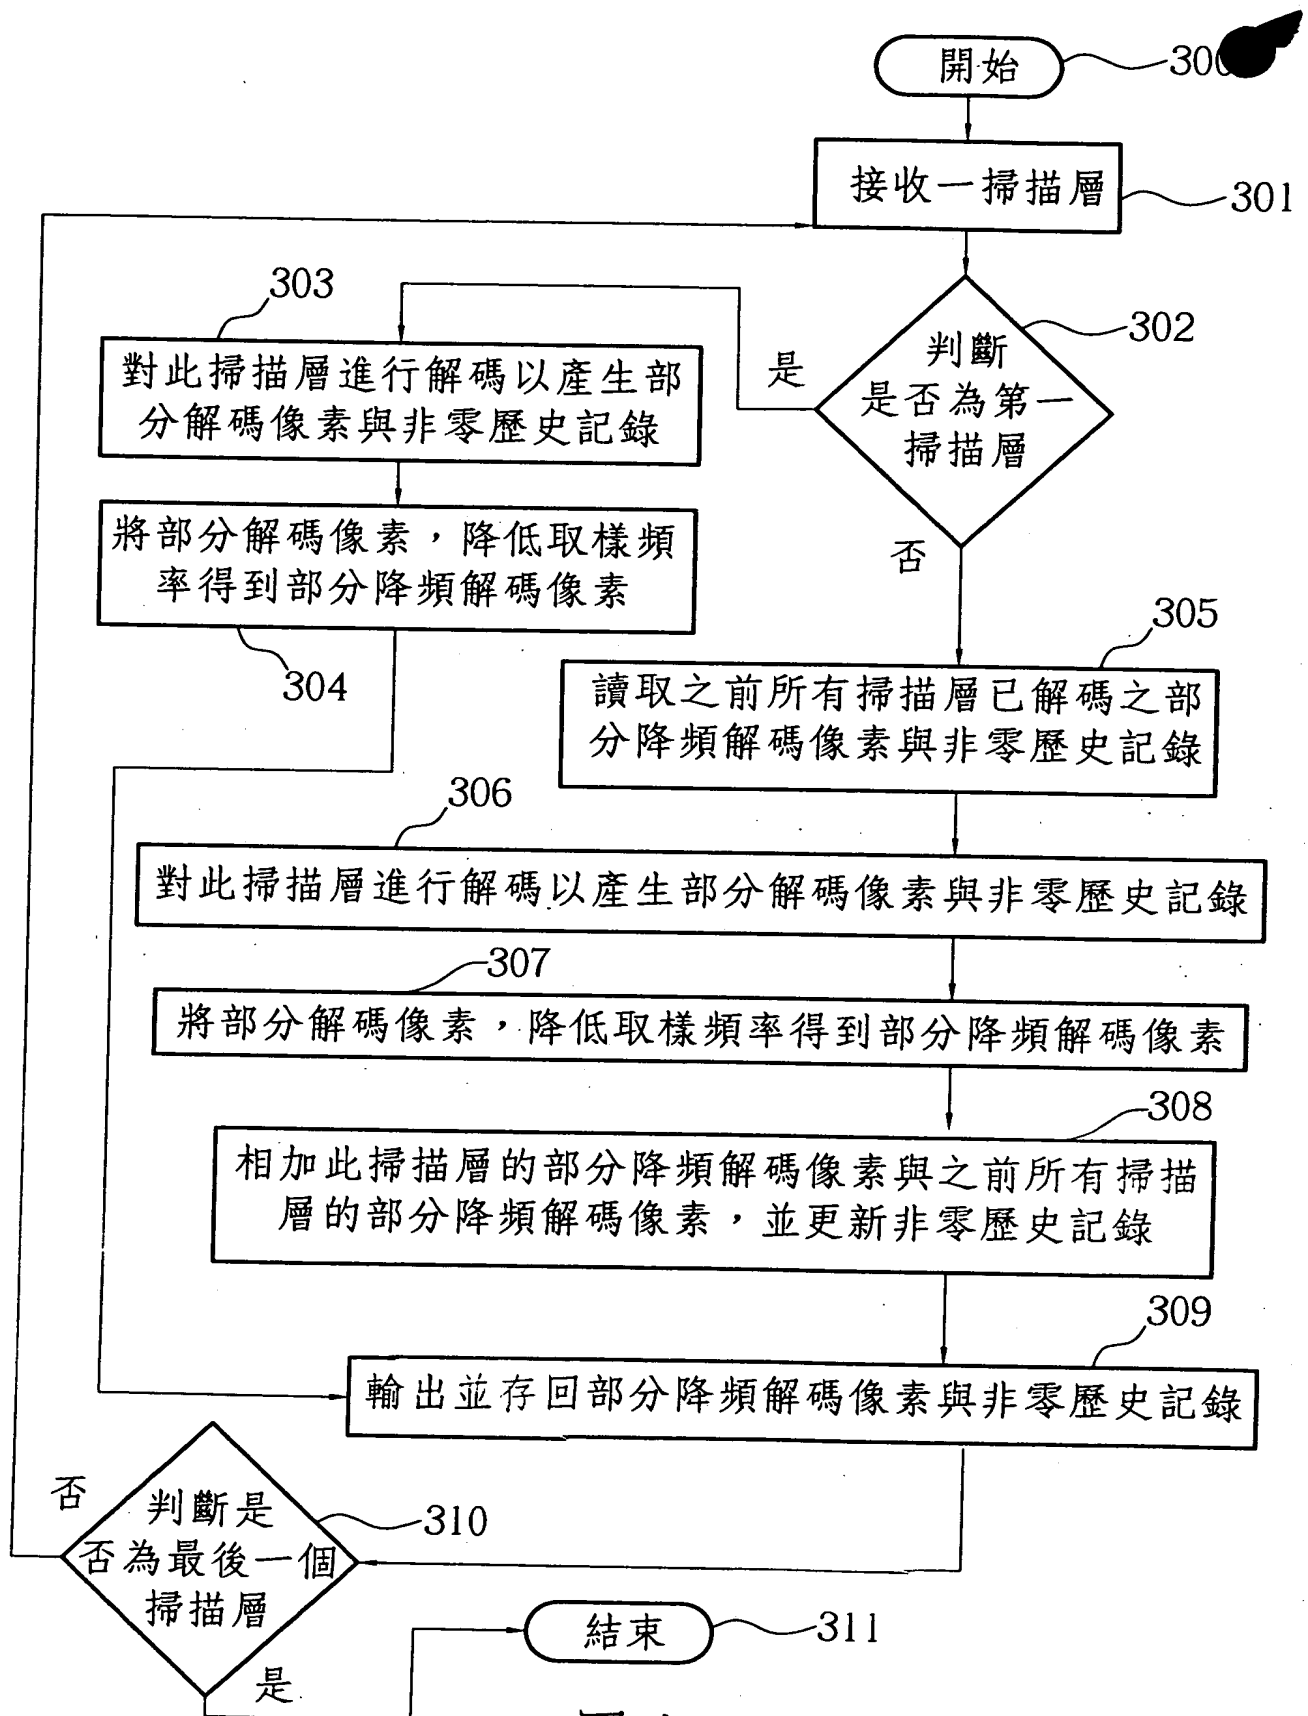 開始
300
接收一掃描層
301
303
302
判斷
是否為第一
掃描層
是
對此掃描層進行解碼以產生部
分解碼像素與非零歷史記錄
將部分解碼像素，降低取樣頻
率得到部分降頻解碼像素
否
304
305
讀取之前所有掃描層已解碼之部
分降頻解碼像素與非零歷史記錄
306
對此掃描層進行解碼以產生部分解碼像素與非零歷史記錄
307
將部分解碼像素，降低取樣頻率得到部分降頻解碼像素
308
相加此掃描層的部分降頻解碼像素與之前所有掃描
層的部分降頻解碼像素，並更新非零歷史記錄
309
輸出並存回部分降頻解碼像素與非零歷史記錄
否
判斷是
否為最後一個
掃描層
310
結束
311
是